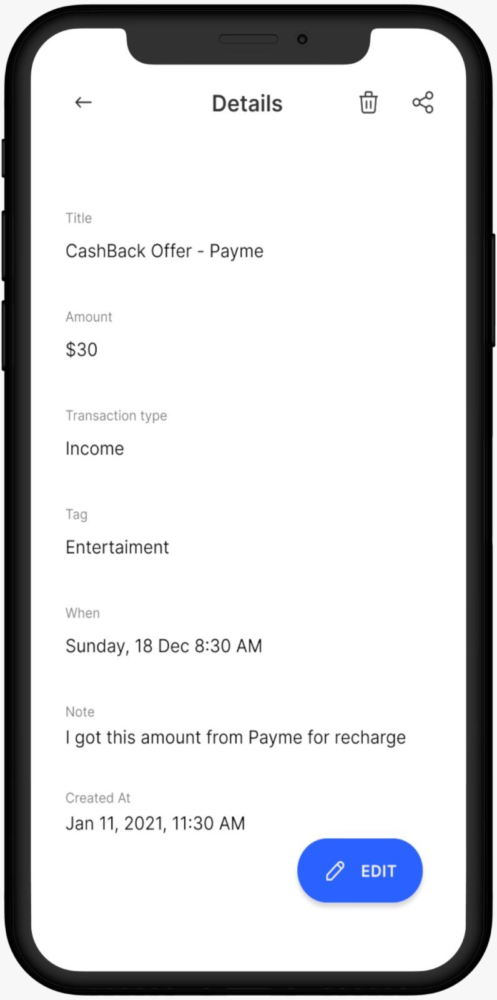 Details
Title
CashBack Offer - Payme
Amount
$30
Transaction type
Income
Tag
Entertaiment
When
Sunday, 18 Dec 8:30 AM
Note
I got this amount from Payme for recharge
Created At
Jan 11, 2021, 11:30 AM
EDIT